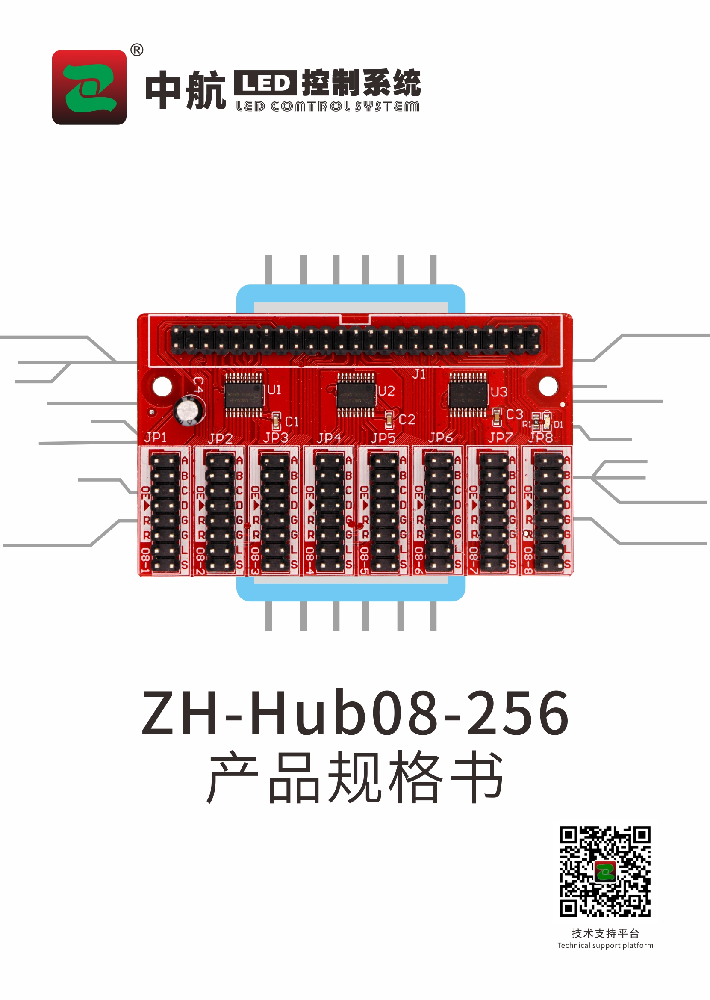 ®
中航 LED 控制系统
LED CONTROL SYSTEM
J1
C4
U1
U2
U3
C1
C2
C3
R1
102
D1
JP1 JP2 JP3 JP4 JP5 JP6 JP7 JP8
A A A A A A A A
B B B B B B B B
OE C OE C OE C OE C OE C OE C OE C OE C
D D D D D D D D
R G R G R G R G R G R G R G R G
R G R G R G R G R G R G R G R G
L L L L L L L L
08-1 08-2 08-3 08-4 08-5 08-6 08-7 08-8
S S S S S S S S
ZH-Hub08-256
产品规格书
技术支持平台
Technical support platform